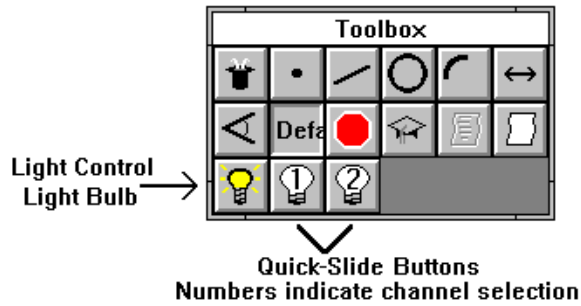 Toolbox
Defa
Light Control
Light Bulb
1 2
Quick-Slide Buttons
Numbers indicate channel selection